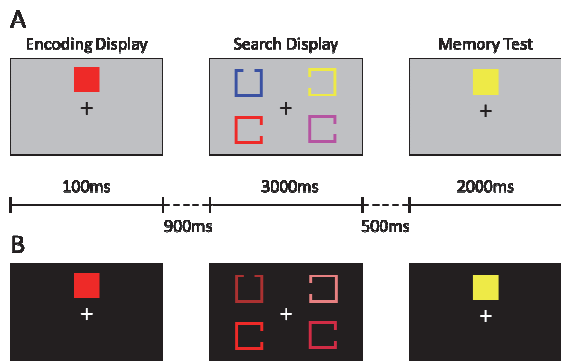 A
Encoding Display Search Display Memory Test
+ + +
100ms 3000ms 2000ms
900ms 500ms
B
+ + +